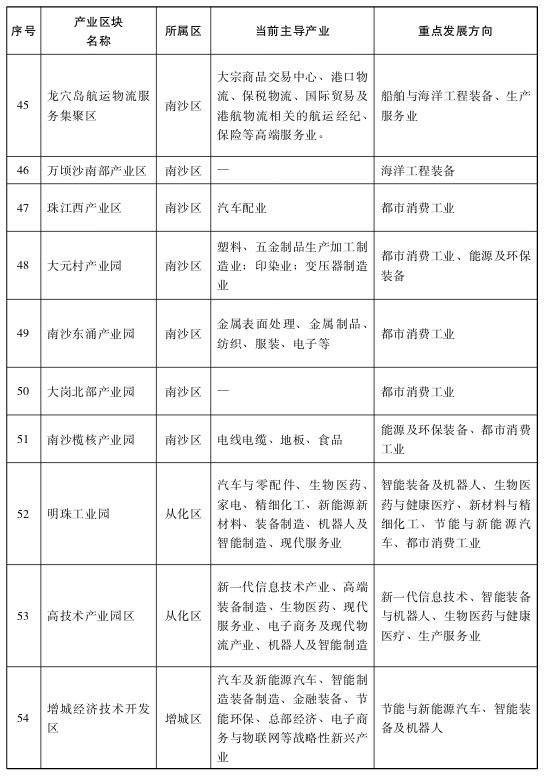 序号 产业区块名称 所属区 当前主导产业 重点发展方向
45 龙穴岛航运物流服务集聚区 南沙区 大宗商品交易中心、港口物流、保税物流、国际贸易及港航物流相关的航运经纪、保险等高端服务业。 船舶与海洋工程装备、生产服务业
46 万顷沙南部产业区 南沙区 — 海洋工程装备
47 珠江西产业区 南沙区 汽车配业 都市消费工业
48 大元村产业园 南沙区 塑料、五金制品生产加工制造业；印染业；变压器制造业 都市消费工业、能源及环保装备
49 南沙东涌产业园 南沙区 金属表面处理、金属制品、纺织、服装、电子等 都市消费工业
50 大岗北部产业园 南沙区 — 都市消费工业
51 南沙榄核产业园 南沙区 电线电缆、地板、食品 能源及环保装备、都市消费工业
52 明珠工业园 从化区 汽车与零配件、生物医药、家电、精细化工、新能源新材料、装备制造、机器人及智能制造、现代服务业 智能装备及机器人、生物医药与健康医疗、新材料与精细化工、节能与新能源汽车、都市消费工业
53 高技术产业园区 从化区 新一代信息技术产业、高端装备制造、生物医药、现代服务业、电子商务及现代物流产业、机器人及智能制造 新一代信息技术、智能装备与机器人、生物医药与健康医疗、生产服务业
54 增城经济技术开发区 增城区 汽车及新能源汽车、智能制造装备制造、金融装备、节能环保、总部经济、电子商务与物联网等战略性新兴产业 节能与新能源汽车、智能装备及机器人